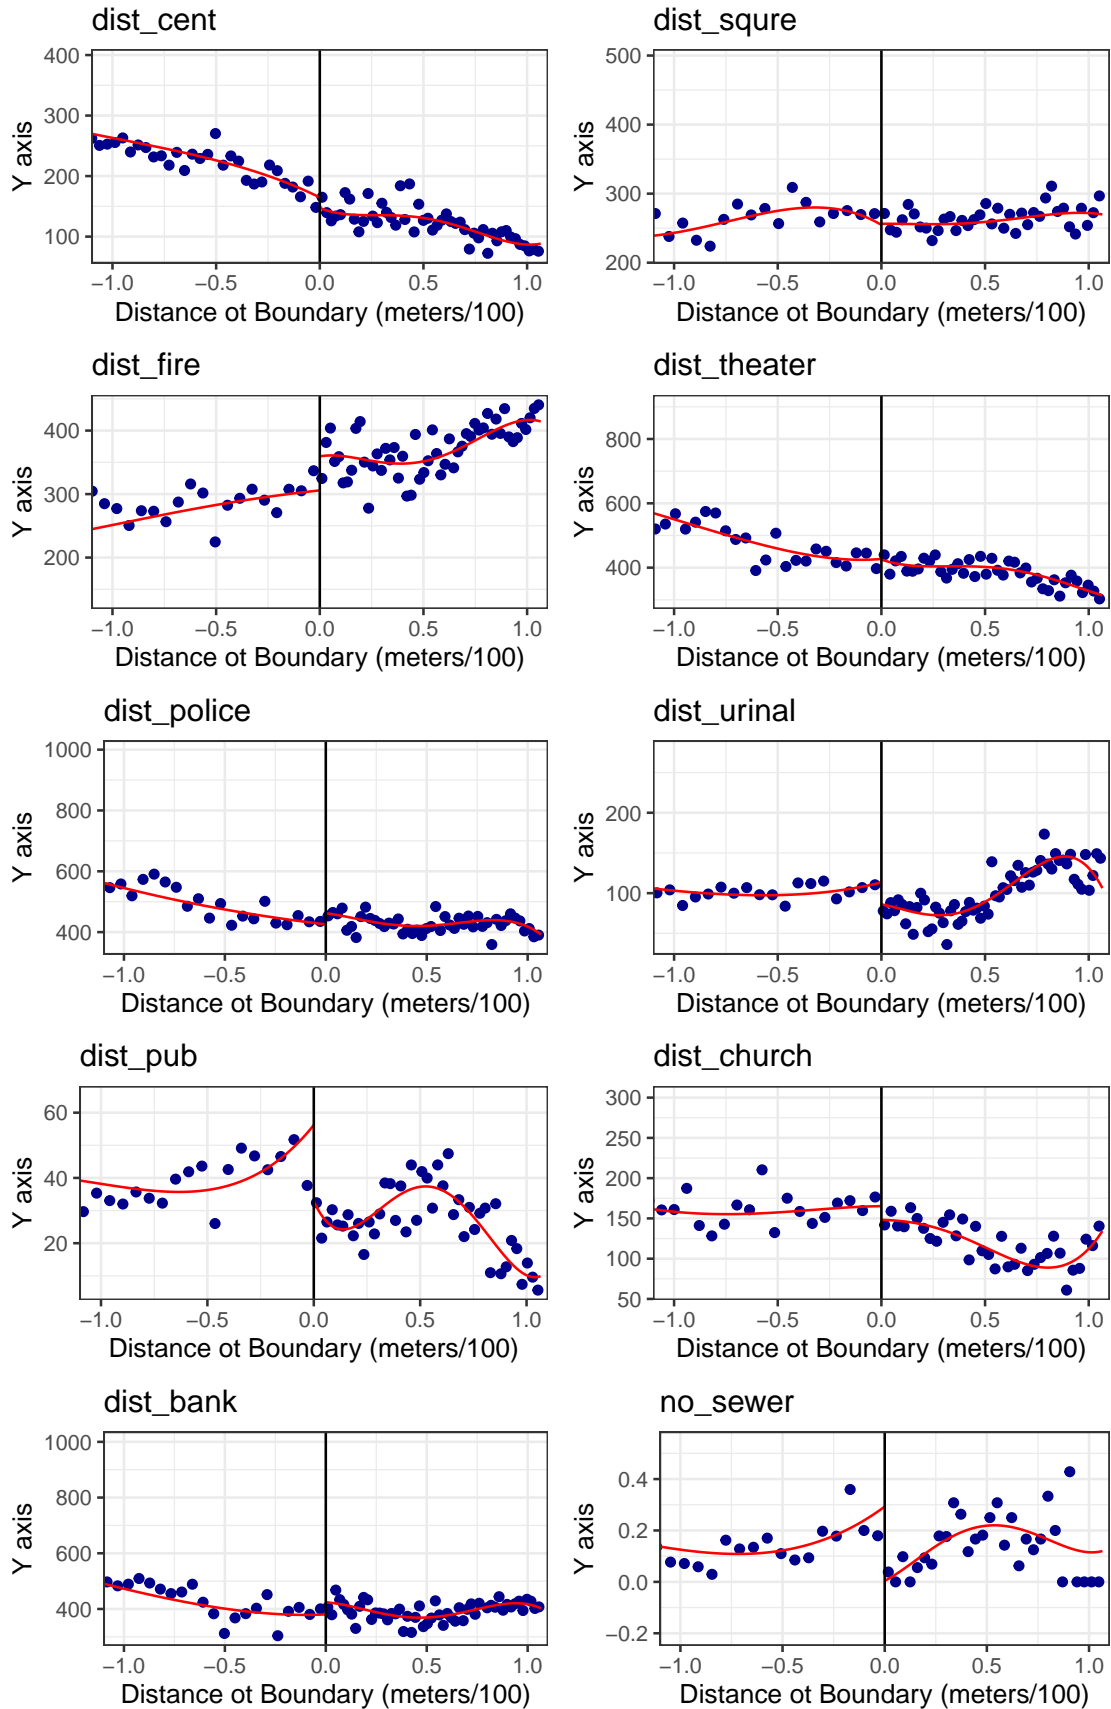 dist_cent
400
300
200
100
Y axis
−1.0 −0.5 0.0 0.5 1.0
Distance ot Boundary (meters/100)
dist_squre
500
400
300
200
Y axis
−1.0 −0.5 0.0 0.5 1.0
Distance ot Boundary (meters/100)
dist_fire
400
300
200
Y axis
−1.0 −0.5 0.0 0.5 1.0
Distance ot Boundary (meters/100)
dist_theater
800
600
400
Y axis
−1.0 −0.5 0.0 0.5 1.0
Distance ot Boundary (meters/100)
dist_police
1000
800
600
400
Y axis
−1.0 −0.5 0.0 0.5 1.0
Distance ot Boundary (meters/100)
dist_urinal
200
100
Y axis
−1.0 −0.5 0.0 0.5 1.0
Distance ot Boundary (meters/100)
dist_pub
60
40
20
Y axis
−1.0 −0.5 0.0 0.5 1.0
Distance ot Boundary (meters/100)
dist_church
300
250
200
150
100
50
Y axis
−1.0 −0.5 0.0 0.5 1.0
Distance ot Boundary (meters/100)
dist_bank
1000
800
600
400
Y axis
−1.0 −0.5 0.0 0.5 1.0
Distance ot Boundary (meters/100)
no_sewer
0.4
0.2
0.0
−0.2
Y axis
−1.0 −0.5 0.0 0.5 1.0
Distance ot Boundary (meters/100)